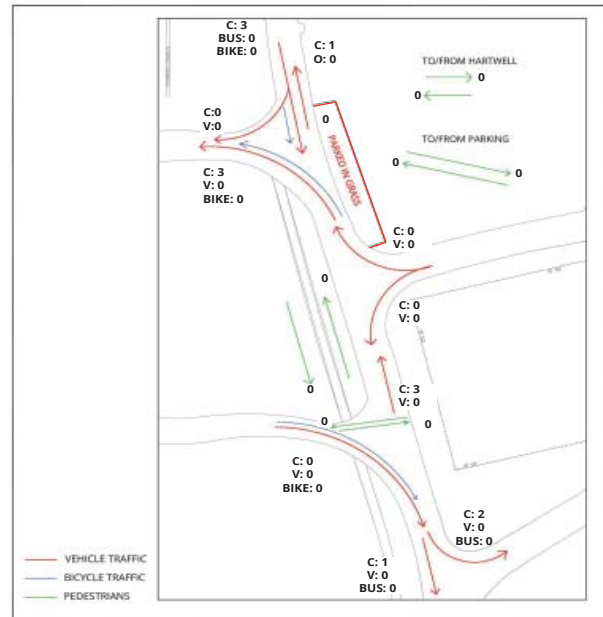 C: 3
BUS: 0
BIKE: 0
C: 1
O: 0
TO/FROM HARTWELL
0
0
C:0
V:0
0
PARKED IN GRASS
TO/FROM PARKING
0
0
C: 3
V: 0
BIKE: 0
C: 0
V: 0
0
C: 0
V: 0
0
C: 3
V: 0
0
0
C: 0
V: 0
BIKE: 0
C: 2
V: 0
BUS: 0
C: 1
V: 0
BUS: 0
VEHICLE TRAFFIC
BICYCLE TRAFFIC
PEDESTRIANS